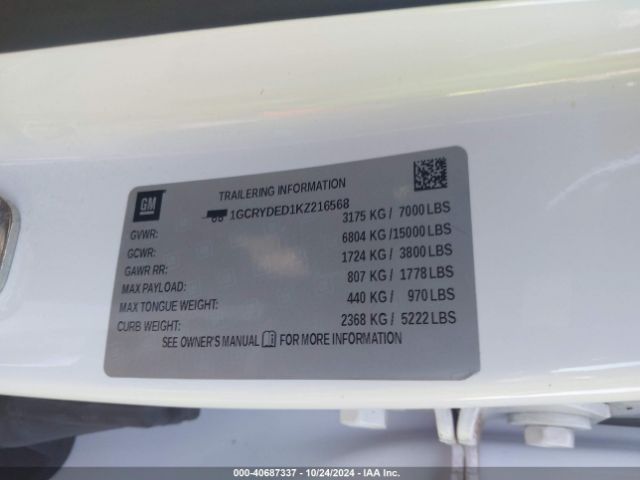 GM
TRAILERING INFORMATION
1GCRYDED1KZ216568
GVWR: 3175 KG / 7000 LBS
GCWR: 6804 KG /15000 LBS
GAWR RR: 1724 KG / 3800 LBS
MAX PAYLOAD: 807 KG / 1778 LBS
MAX TONGUE WEIGHT: 440 KG / 970 LBS
CURB WEIGHT: 2368 KG / 5222 LBS
SEE OWNER'S MANUAL FOR MORE INFORMATION
000-40687337 - 10/24/2024 - IAA Inc.